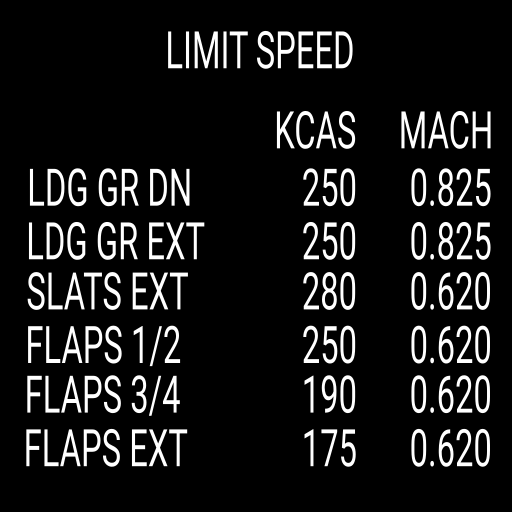 LIMIT SPEED
KCAS MACH
LDG GR DN 250 0.825
LDG GR EXT 250 0.825
SLATS EXT 280 0.620
FLAPS 1/2 250 0.620
FLAPS 3/4 190 0.620
FLAPS EXT 175 0.620